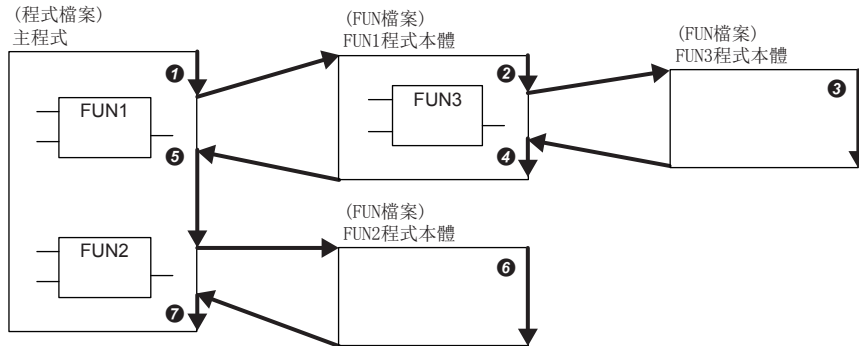 (程式檔案)
主程式
(FUN檔案)
FUN1程式本體
(FUN檔案)
FUN3程式本體
❶
❷
❸
FUN1
FUN3
❺
❹
(FUN檔案)
FUN2程式本體
FUN2
❻
❼